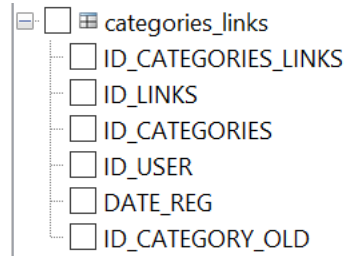 categories_links
ID_CATEGORIES_LINKS
ID_LINKS
ID_CATEGORIES
ID_USER
DATE_REG
ID_CATEGORY_OLD